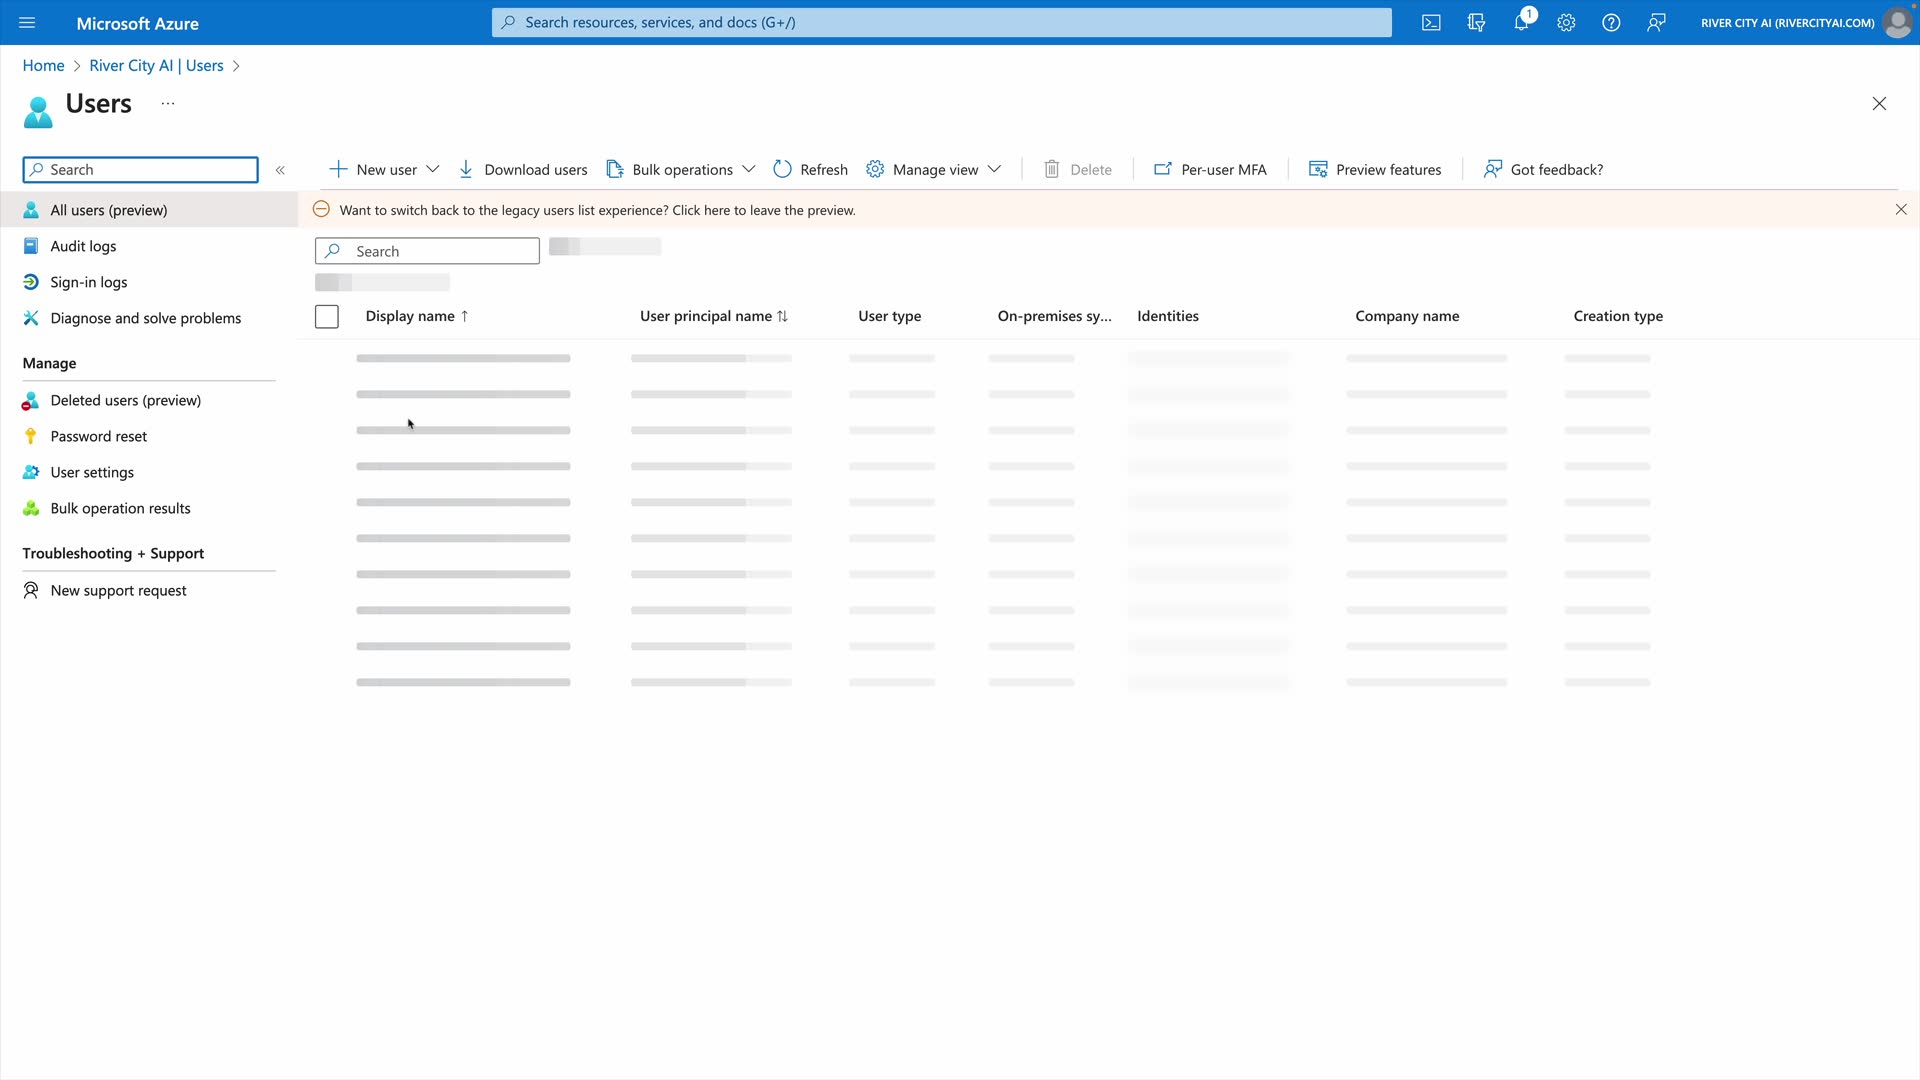 Microsoft Azure
Search resources, services, and docs (G+/)
1
RIVER CITY AI (RIVERCITYAI.COM)
Home > River City AI | Users >
Users ...
Search «
New user
Download users
Bulk operations
Refresh
Manage view
Delete
Per-user MFA
Preview features
Got feedback?
All users (preview)
Want to switch back to the legacy users list experience? Click here to leave the preview.
Audit logs
Search
Sign-in logs
Display name ↑
User principal name ↑↓
User type
On-premises sy...
Identities
Company name
Creation type
Diagnose and solve problems
Manage
Deleted users (preview)
Password reset
User settings
Bulk operation results
Troubleshooting + Support
New support request